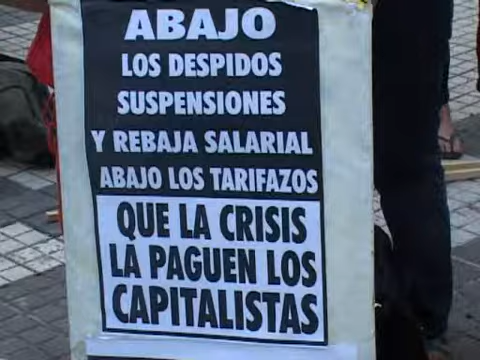 ABAJO
LOS DESPIDOS
SUSPENSIONES
Y REBAJA SALARIAL
ABAJO LOS TARIFAZOS
QUE LA CRISIS
LA PAGUEN LOS
CAPITALISTAS